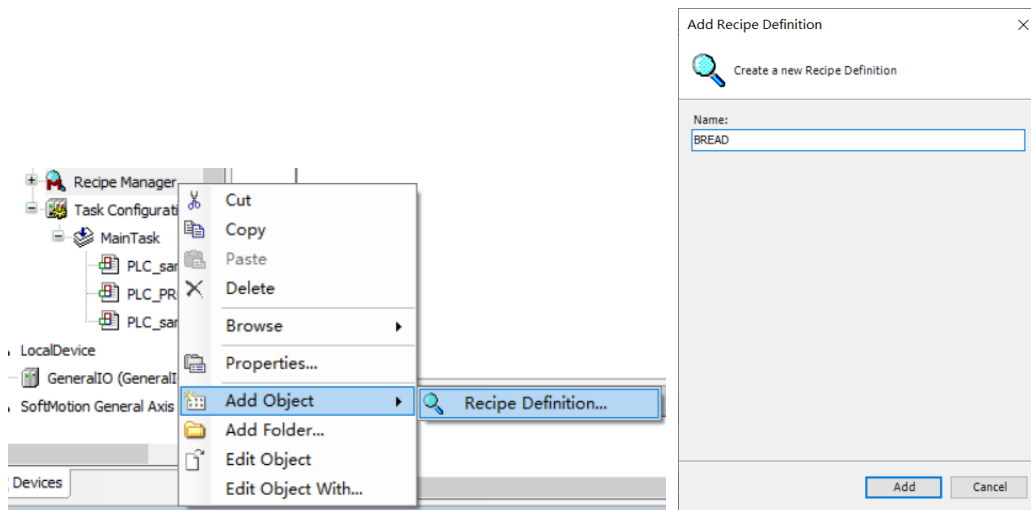 Recipe Manager
Task Configurati
MainTask
PLC_sar
PLC_PR
PLC_sar
LocalDevice
GeneralIO (GeneralI
SoftMotion General Axis
Devices
Cut
Copy
Paste
Delete
Browse
Properties...
Add Object
Add Folder...
Edit Object
Edit Object With...
Recipe Definition...
Add Recipe Definition
Create a new Recipe Definition
Name:
BREAD
Add Cancel